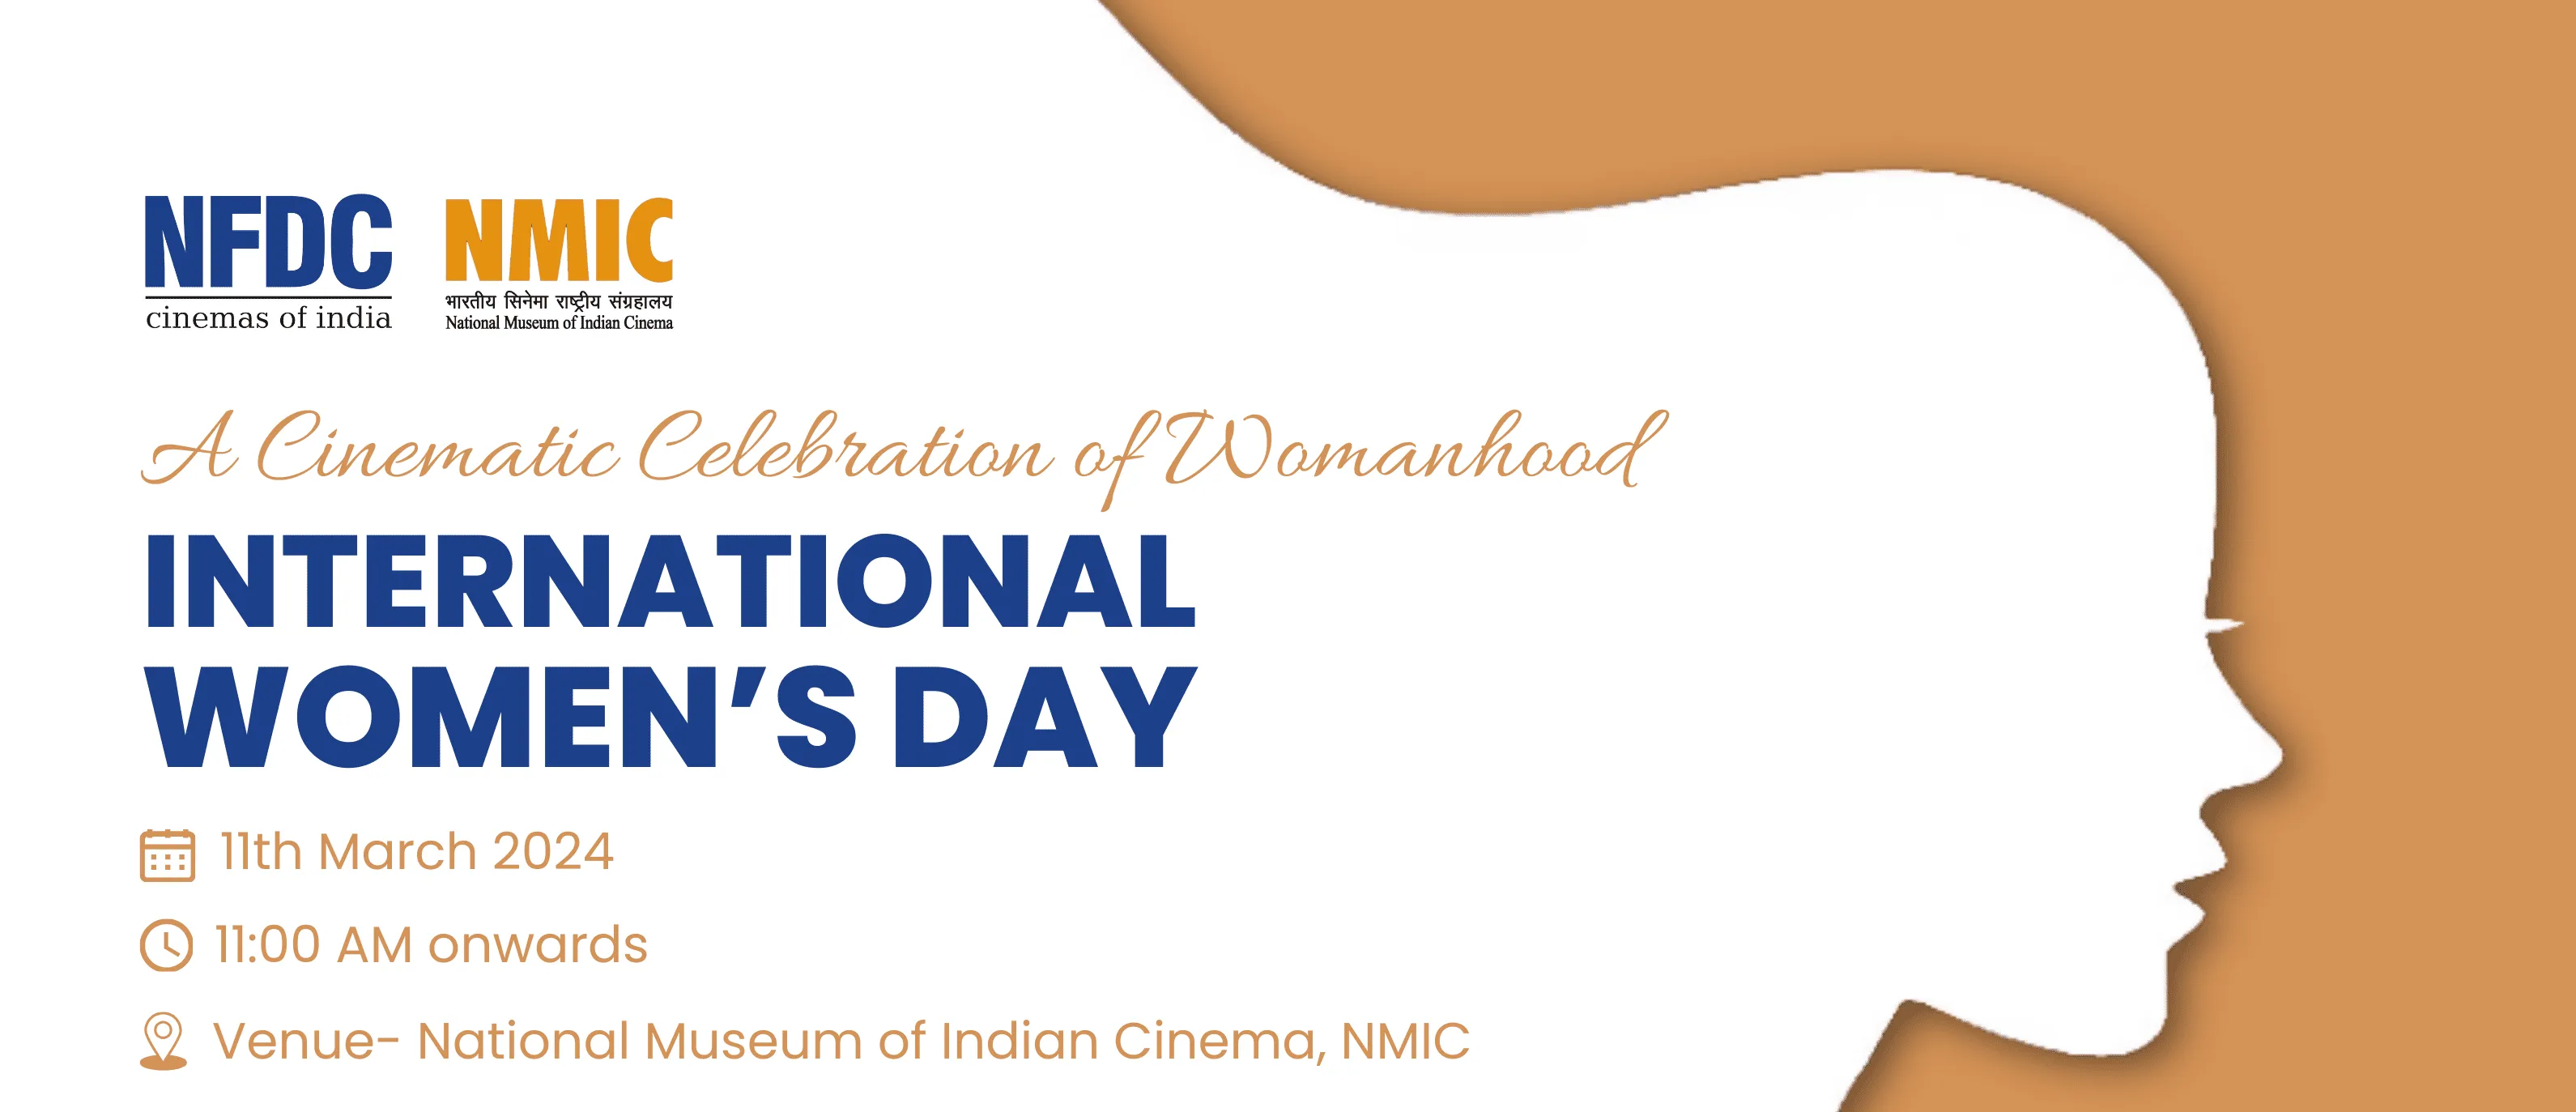 NFDC
cinemas of india
NMIC
भारतीय सिनेमा राष्ट्रीय संग्रहालय
National Museum of Indian Cinema
A Cinematic Celebration of Womanhood
INTERNATIONAL
WOMEN’S DAY
11th March 2024
11:00 AM onwards
Venue- National Museum of Indian Cinema, NMIC